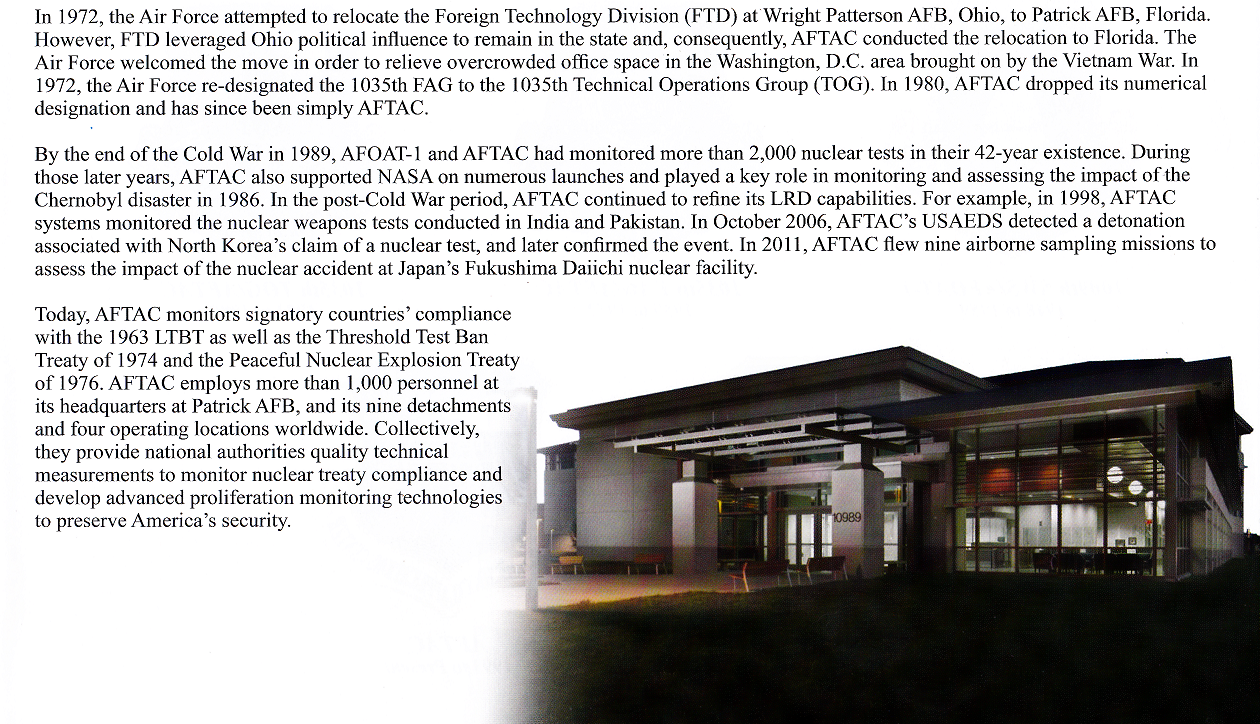 In 1972, the Air Force attempted to relocate the Foreign Technology Division (FTD) at Wright Patterson AFB, Ohio, to Patrick AFB, Florida.
However, FTD leveraged Ohio political influence to remain in the state and, consequently, AFTAC conducted the relocation to Florida. The
Air Force welcomed the move in order to relieve overcrowded office space in the Washington, D.C. area brought on by the Vietnam War. In
1972, the Air Force re-designated the 1035th FAG to the 1035th Technical Operations Group (TOG). In 1980, AFTAC dropped its numerical
designation and has since been simply AFTAC.
By the end of the Cold War in 1989, AFOAT-1 and AFTAC had monitored more than 2,000 nuclear tests in their 42-year existence. During
those later years, AFTAC also supported NASA on numerous launches and played a key role in monitoring and assessing the impact of the
Chernobyl disaster in 1986. In the post-Cold War period, AFTAC continued to refine its LRD capabilities. For example, in 1998, AFTAC
systems monitored the nuclear weapons tests conducted in India and Pakistan. In October 2006, AFTAC's USAEDS detected a detonation
associated with North Korea's claim of a nuclear test, and later confirmed the event. In 2011, AFTAC flew nine airborne sampling missions to
assess the impact of the nuclear accident at Japan's Fukushima Daiichi nuclear facility.
Today, AFTAC monitors signatory countries' compliance
with the 1963 LTBT as well as the Threshold Test Ban
Treaty of 1974 and the Peaceful Nuclear Explosion Treaty
of 1976. AFTAC employs more than 1,000 personnel at
its headquarters at Patrick AFB, and its nine detachments
and four operating locations worldwide. Collectively,
they provide national authorities quality technical
measurements to monitor nuclear treaty compliance and
develop advanced proliferation monitoring technologies
to preserve America's security.
10989